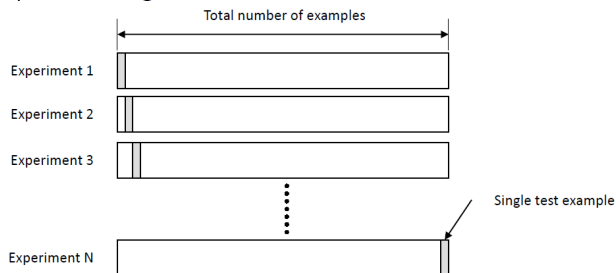 Total number of examples
Experiment 1
Experiment 2
Experiment 3
Single test example
Experiment N